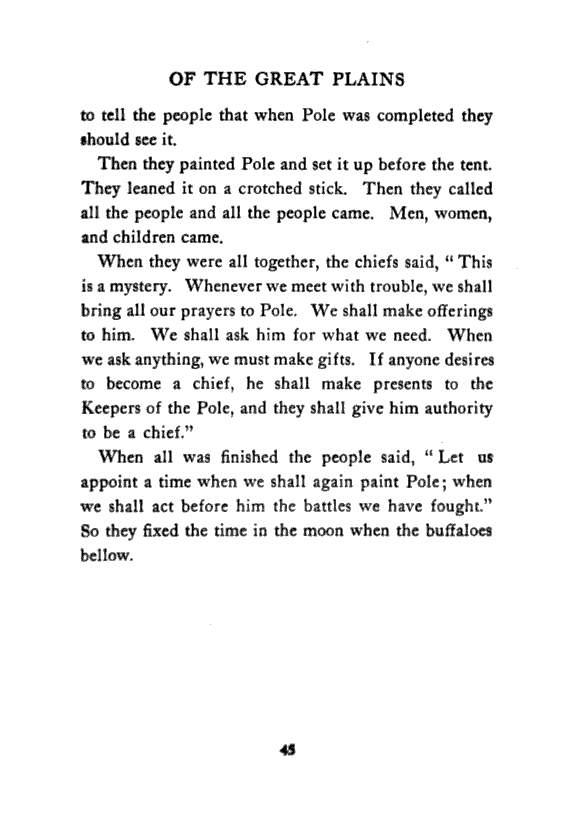 OF THE GREAT PLAINS
to tell the people that when Pole was completed they
should see it.
Then they painted Pole and set it up before the tent.
They leaned it on a crotched stick. Then they called
all the people and all the people came. Men, women,
and children came.
When they were all together, the chiefs said, “ This
is a mystery. Whenever we meet with trouble, we shall
bring all our prayers to Pole. We shall make offerings
to him. We shall ask him for what we need. When
we ask anything, we must make gifts. If anyone desires
to become a chief, he shall make presents to the
Keepers of the Pole, and they shall give him authority
to be a chief.”
When all was finished the people said, “ Let us
appoint a time when we shall again paint Pole; when
we shall act before him the battles we have fought.”
So they fixed the time in the moon when the buffaloes
bellow.
45